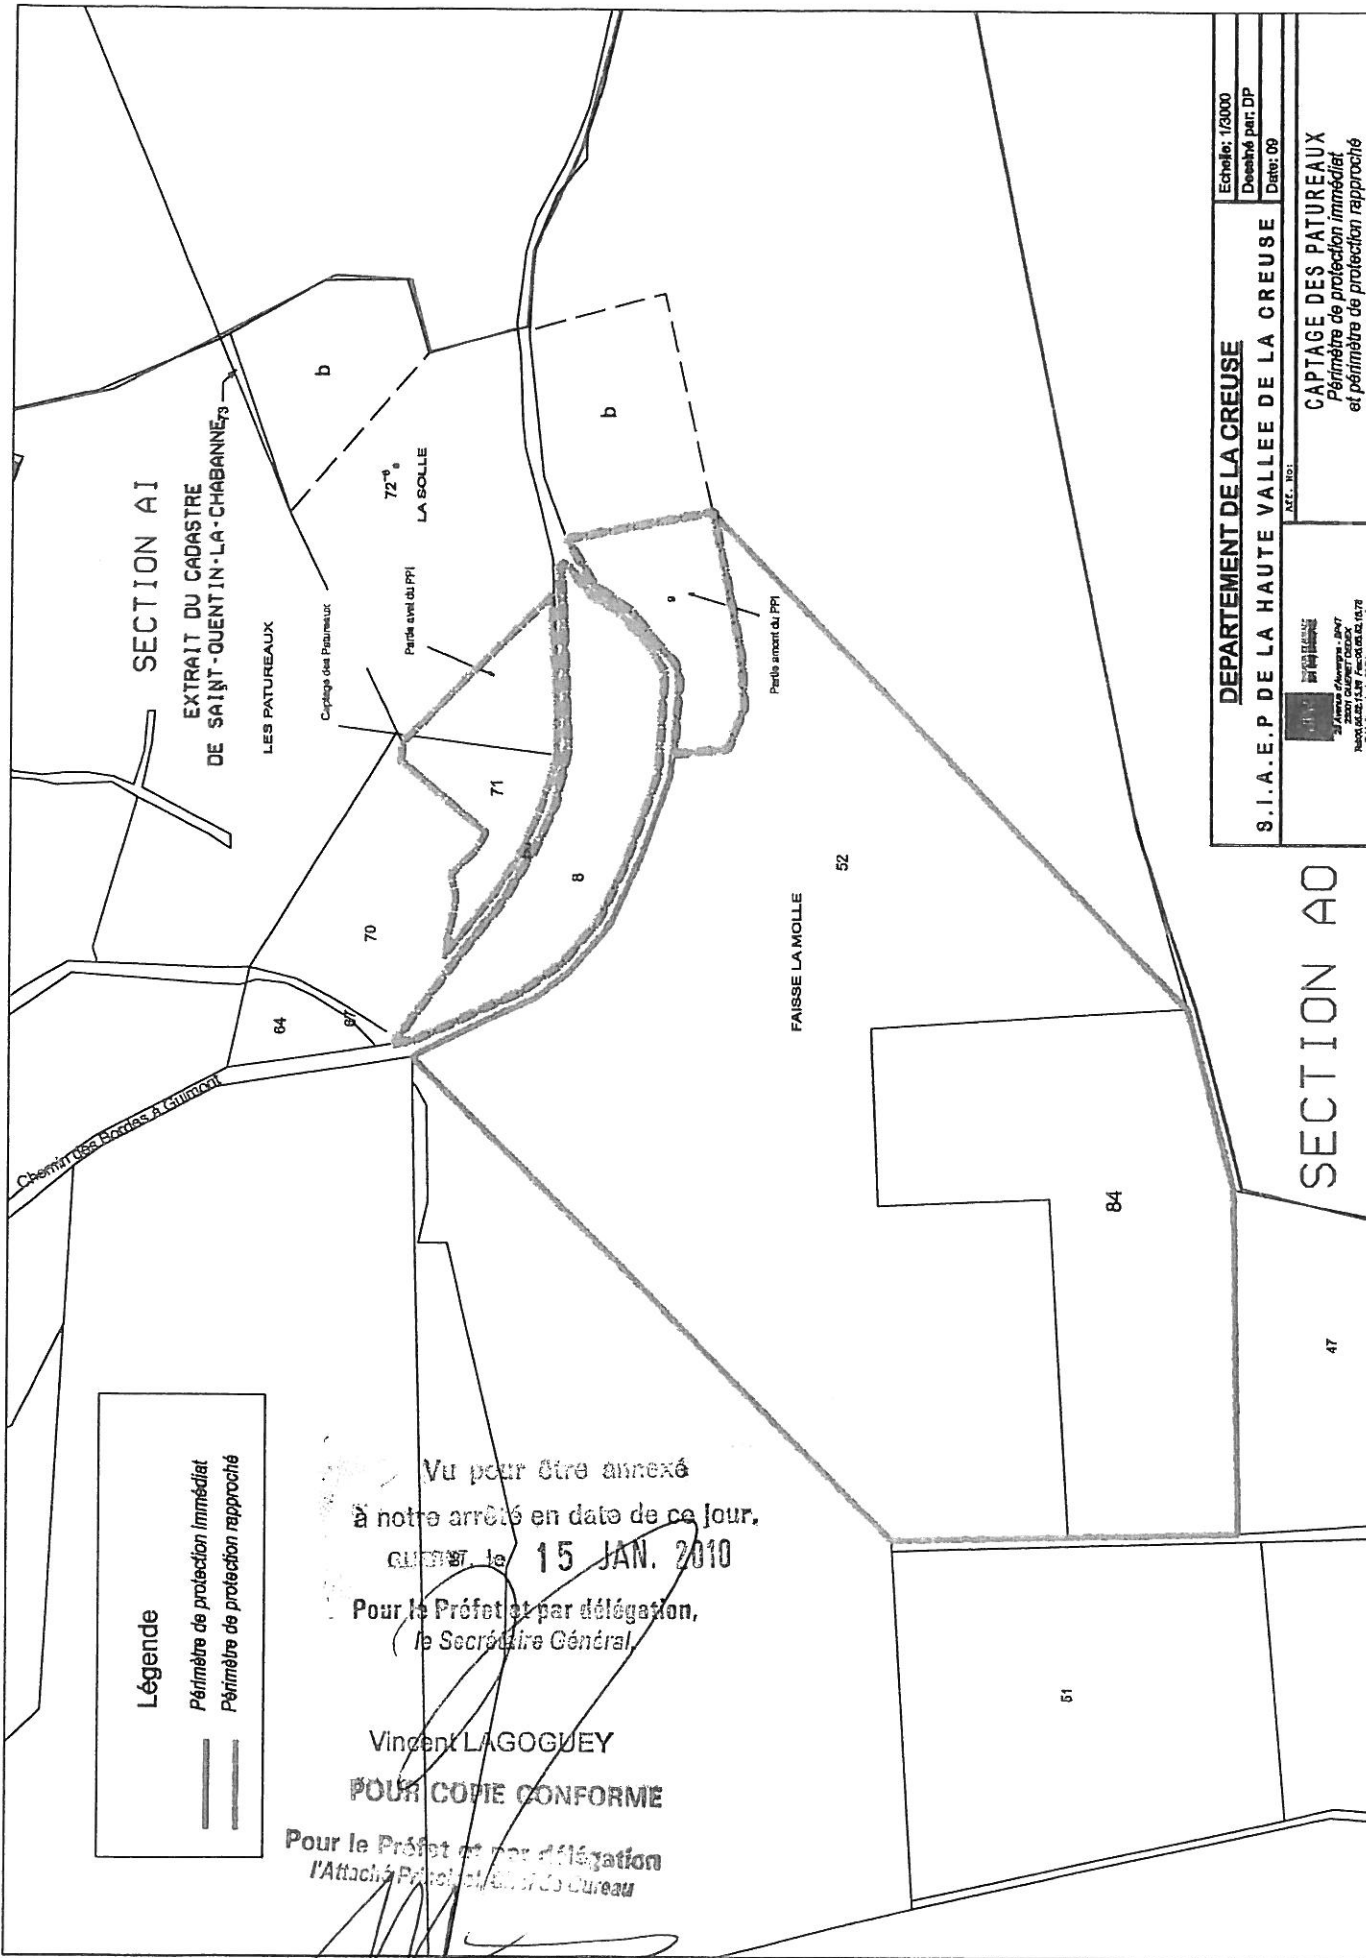 SECTION AI
EXTRAIT DU CADASTRE
DE SAINT-QUENTIN-LA-CHABANNE
73
LES PATUREAUX
Captage des Patureaux
Partie aval du PPI
b
72
LA SOLLE
b
71
70
64
67
8
Partie amont du PPI
52
FAISSE LA MOLLE
84
51
47
Chemin des Bordes à Guimont
SECTION AO
Légende
Périmètre de protection immédiat
Périmètre de protection rapproché
Vu pour être annexé
à notre arrêté en date de ce jour.
le 15 JAN. 2010
Pour le Préfet et par délégation,
le Secrétaire Général,
Vincent LAGOGUEY
POUR COPIE CONFORME
Pour le Préfet et par délégation
l'Attaché
DEPARTEMENT DE LA CREUSE
Echelle: 1/3000
Dessiné par: DP
Date: 09
S.I.A.E.P DE LA HAUTE VALLEE DE LA CREUSE
Aff. No:
CAPTAGE DES PATUREAUX
Périmètre de protection immédiat
et périmètre de protection rapproché